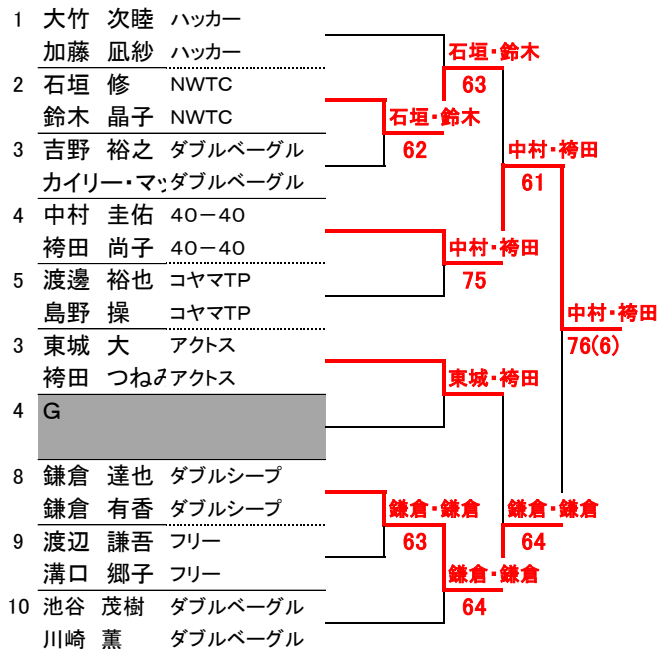 1 大竹 次睦 ハッカー
加藤 凪紗 ハッカー
石垣・鈴木
2 石垣 修 NWTC
63
鈴木 晶子 NWTC
石垣・鈴木
3 吉野 裕之 ダブルベーグル
62
中村・袴田
カイリー・マッ ダブルベーグル
61
4 中村 圭佑 40－40
袴田 尚子 40－40
中村・袴田
5 渡邊 裕也 コヤマTP
75
島野 操 コヤマTP
中村・袴田
3 東城 大 アクトス
76(6)
袴田 つねみ アクトス
東城・袴田
4 G
8 鎌倉 達也 ダブルシープ
鎌倉 有香 ダブルシープ
鎌倉・鎌倉
鎌倉・鎌倉
9 渡辺 謙吾 フリー
63
64
溝口 郷子 フリー
鎌倉・鎌倉
10 池谷 茂樹 ダブルベーグル
64
川崎 薫 ダブルベーグル